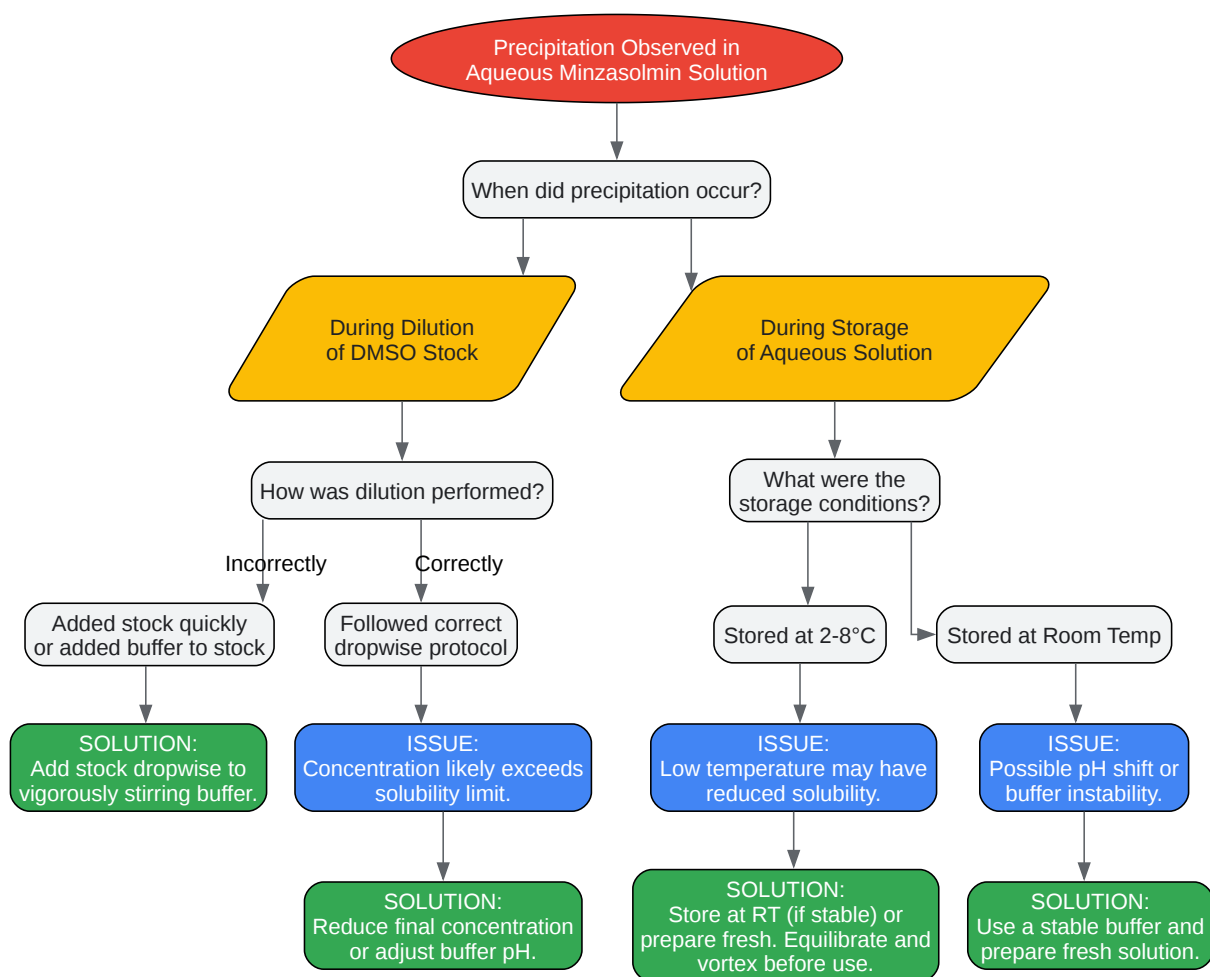 Precipitation Observed in
Aqueous Minzasolmin Solution
When did precipitation occur?
During Dilution
of DMSO Stock
During Storage
of Aqueous Solution
How was dilution performed?
What were the
storage conditions?
Incorrectly
Correctly
Added stock quickly
or added buffer to stock
Followed correct
dropwise protocol
Stored at 2-8°C
Stored at Room Temp
SOLUTION:
Add stock dropwise to
vigorously stirring buffer.
ISSUE:
Concentration likely exceeds
solubility limit.
ISSUE:
Low temperature may have
reduced solubility.
ISSUE:
Possible pH shift or
buffer instability.
SOLUTION:
Reduce final concentration
or adjust buffer pH.
SOLUTION:
Store at RT (if stable) or
prepare fresh. Equilibrate and
vortex before use.
SOLUTION:
Use a stable buffer and
prepare fresh solution.